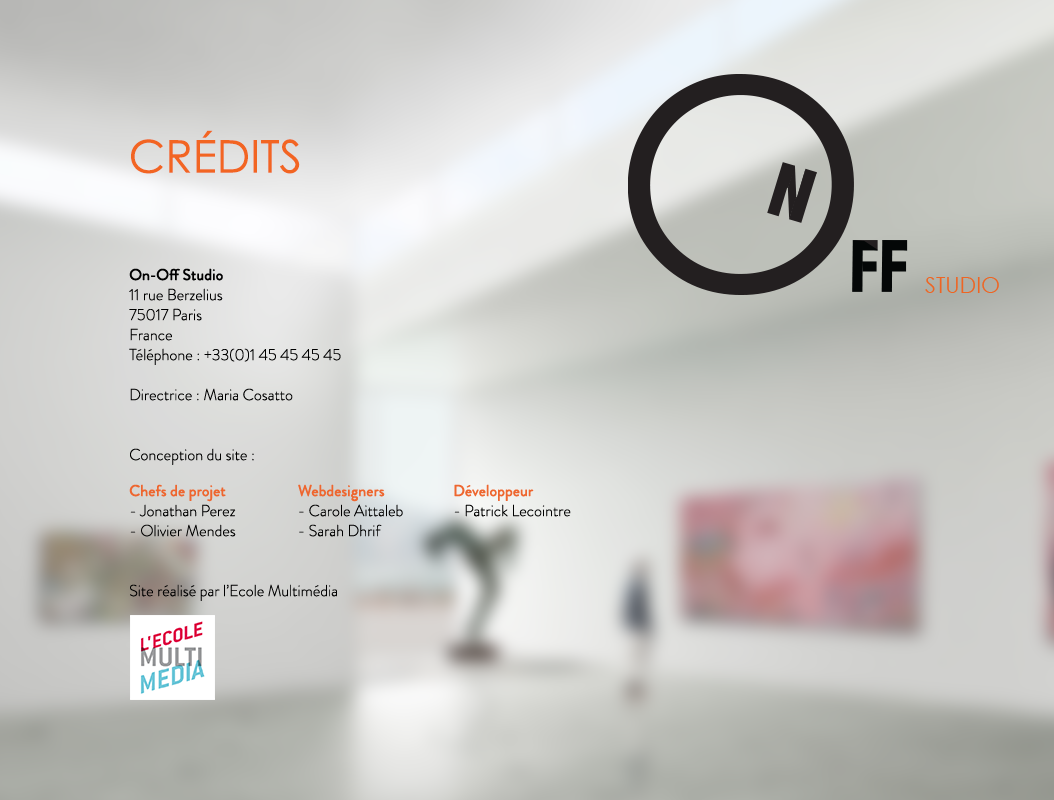 CRÉDITS
ON
OFF STUDIO
On-Off Studio
11 rue Berzelius
75017 Paris
France
Téléphone : +33(0)1 45 45 45 45
Directrice : Maria Cosatto
Conception du site :
Chefs de projet
- Jonathan Perez
- Olivier Mendes
Webdesigners
- Carole Aittaleb
- Sarah Dhrif
Développeur
- Patrick Lecointre
Site réalisé par l'Ecole Multimédia
L'ECOLE
MULTI
MEDIA